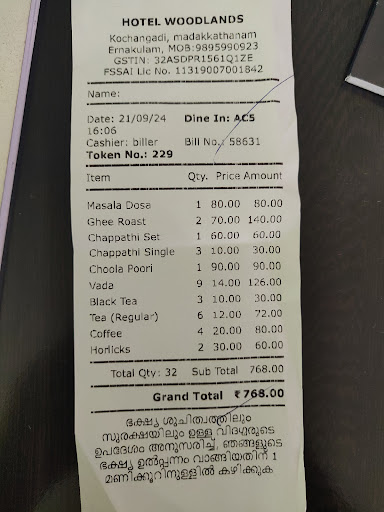 HOTEL WOODLANDS
Kochangadi, madakkathanam
Ernakulam, MOB:9895990923
GSTIN: 32ASDPR1561Q1ZE
FSSAI Lic No. 11319007001842
Name:
Date: 21/09/24 Dine In: AC5
16:06
Cashier: biller Bill No.: 58631
Token No.: 229
Item Qty. Price Amount
Masala Dosa 1 80.00 80.00
Ghee Roast 2 70.00 140.00
Chappathi Set 1 60.00 60.00
Chappathi Single 3 10.00 30.00
Choola Poori 1 90.00 90.00
Vada 9 14.00 126.00
Black Tea 3 10.00 30.00
Tea (Regular) 6 12.00 72.00
Coffee 4 20.00 80.00
Horlicks 2 30.00 60.00
Total Qty: 32 Sub Total 768.00
Grand Total ₹768.00
ഭക്ഷ്യ ശുചിത്വത്തിലും
സുരക്ഷയിലും ഉള്ള വിദഗ്ദരുടെ
ഉപദേശം അനുസരിച്ച്, ഞങ്ങളുടെ
ഭക്ഷ്യ ഉൽപ്പന്നം വാങ്ങിയതിന് 1
മണിക്കൂറിനുള്ളിൽ കഴിക്കുക